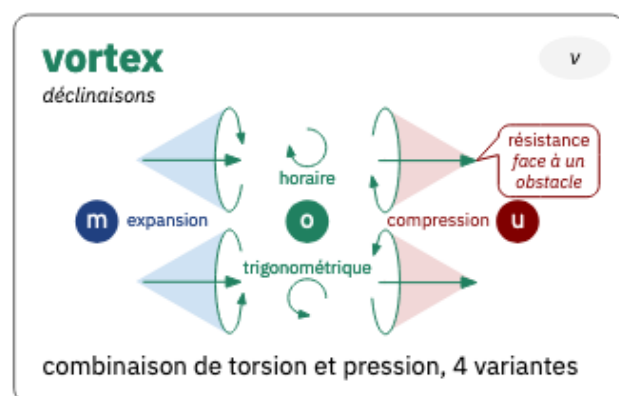 vortex
v
déclinaisons
résistance
face à un
obstacle
horaire
m expansion
o
compression u
trigonométrique
combinaison de torsion et pression, 4 variantes